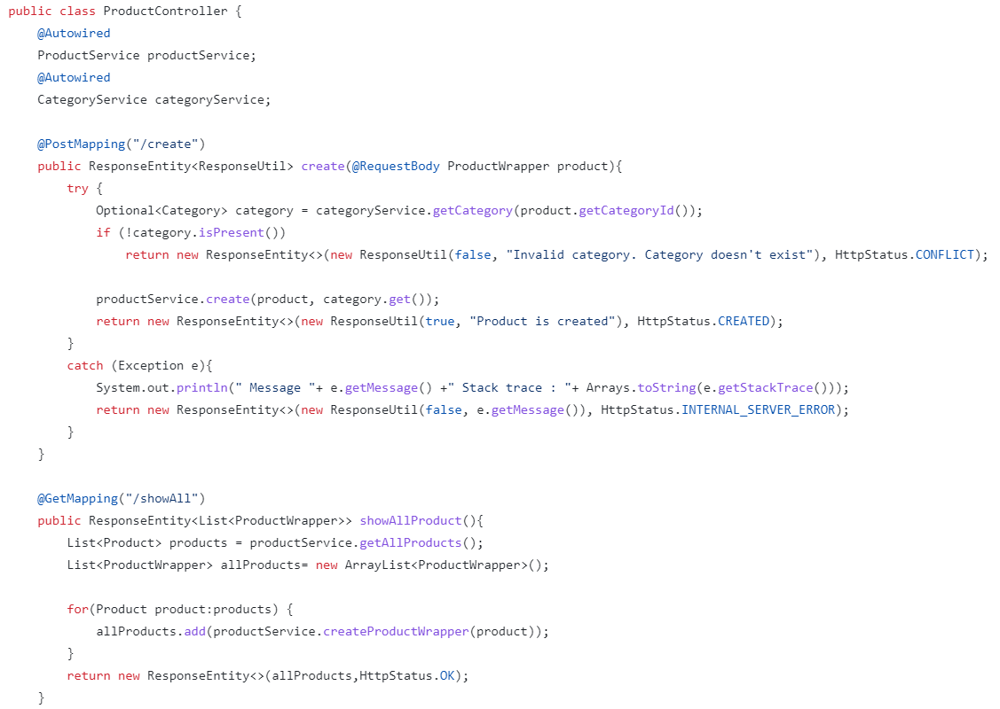 public class ProductController {
    @Autowired
    ProductService productService;
    @Autowired
    CategoryService categoryService;

    @PostMapping("/create")
    public ResponseEntity<ResponseUtil> create(@RequestBody ProductWrapper product){
        try {
            Optional<Category> category = categoryService.getCategory(product.getCategoryId());
            if (!category.isPresent())
                return new ResponseEntity<>(new ResponseUtil(false, "Invalid category. Category doesn't exist"), HttpStatus.CONFLICT);

            productService.create(product, category.get());
            return new ResponseEntity<>(new ResponseUtil(true, "Product is created"), HttpStatus.CREATED);
        }
        catch (Exception e){
            System.out.println(" Message "+ e.getMessage() +" Stack trace : "+ Arrays.toString(e.getStackTrace()));
            return new ResponseEntity<>(new ResponseUtil(false, e.getMessage()), HttpStatus.INTERNAL_SERVER_ERROR);
        }
    }

    @GetMapping("/showAll")
    public ResponseEntity<List<ProductWrapper>> showAllProduct(){
        List<Product> products = productService.getAllProducts();
        List<ProductWrapper> allProducts= new ArrayList<ProductWrapper>();

        for(Product product:products) {
            allProducts.add(productService.createProductWrapper(product));
        }
        return new ResponseEntity<>(allProducts,HttpStatus.OK);
    }